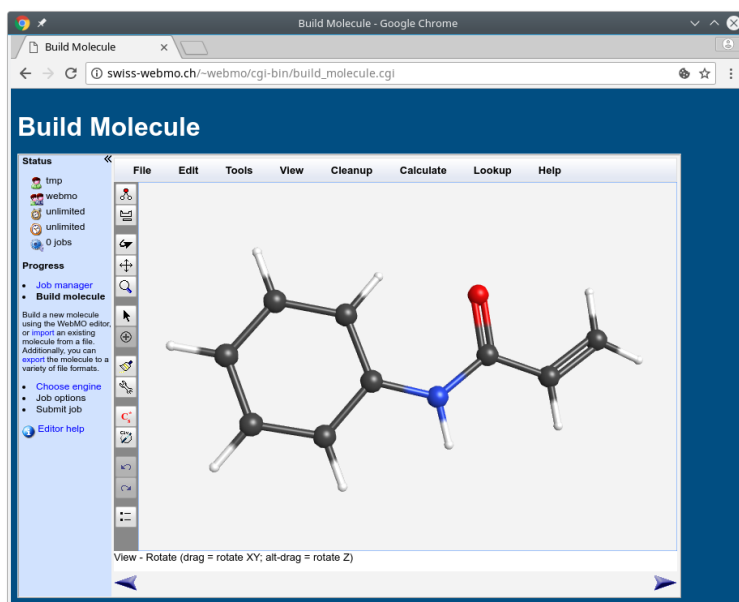 Build Molecule - Google Chrome
Build Molecule
swiss-webmo.ch/~webmo/cgi-bin/build_molecule.cgi
Build Molecule
Status
File Edit Tools View Cleanup Calculate Lookup Help
tmp
webmo
unlimited
unlimited
0 jobs
Progress
Job manager
Build molecule
Build a new molecule
using the WebMO editor,
or import an existing
molecule from a file.
Additionally, you can
export the molecule to a
variety of file formats.
Choose engine
Job options
Submit job
Editor help
View - Rotate (drag = rotate XY; alt-drag = rotate Z)